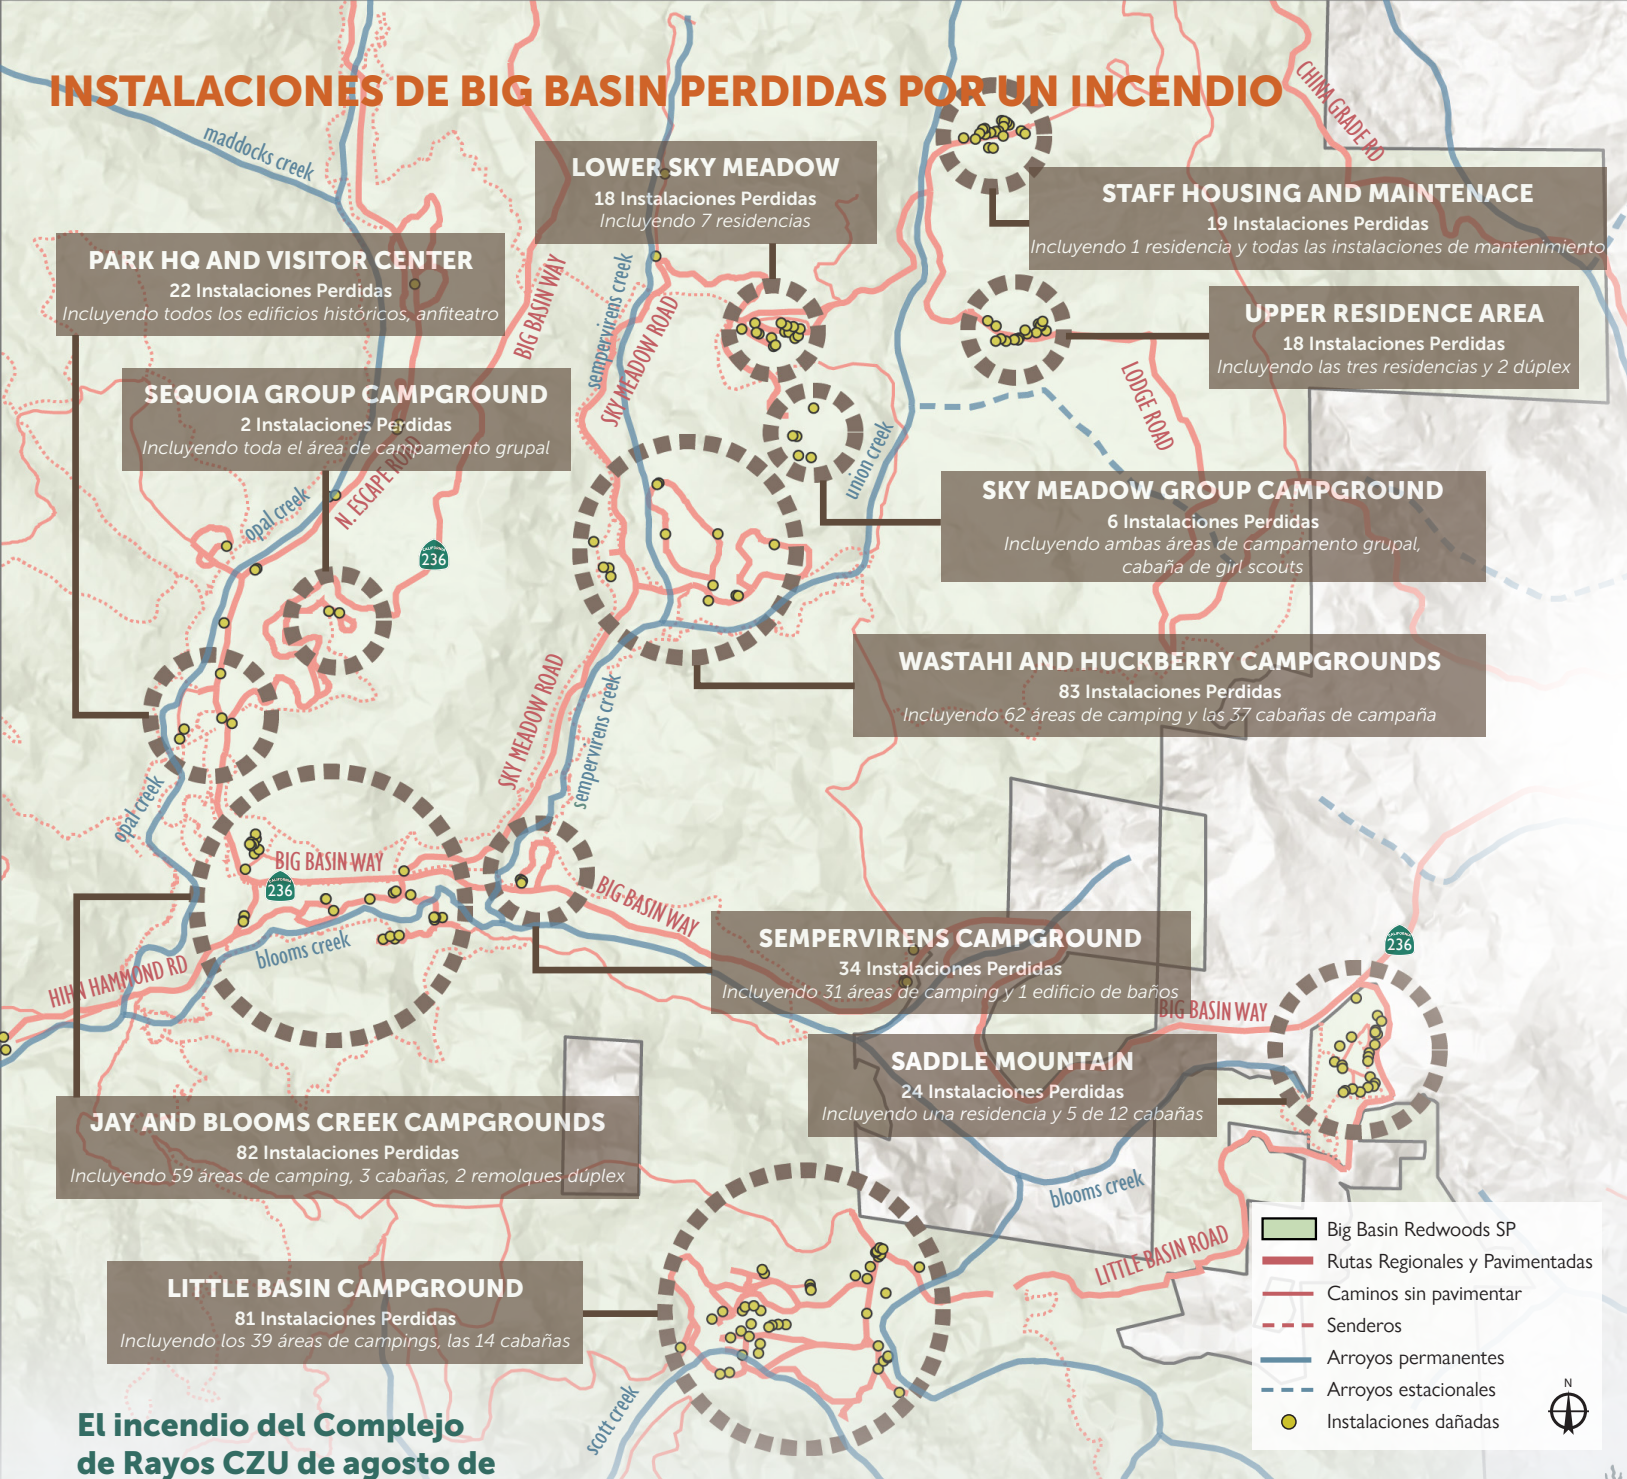 INSTALACIONES DE BIG BASIN PERDIDAS POR UN INCENDIO
maddocks creek
CHINA GRADE RD
LOWER SKY MEADOW
18 Instalaciones Perdidas
Incluyendo 7 residencias
STAFF HOUSING AND MAINTENACE
19 Instalaciones Perdidas
Incluyendo 1 residencia y todas las instalaciones de mantenimiento
PARK HQ AND VISITOR CENTER
22 Instalaciones Perdidas
Incluyendo todos los edificios históricos, anfiteatro
BIG BASIN WAY
sempervirens creek
SKY MEADOW ROAD
UPPER RESIDENCE AREA
18 Instalaciones Perdidas
Incluyendo las tres residencias y 2 dúplex
SEQUOIA GROUP CAMPGROUND
2 Instalaciones Perdidas
Incluyendo toda el área de campamento grupal
LODGE ROAD
union creek
opal creek
N. ESCAPE ROAD
CALIFORNIA
236
SKY MEADOW GROUP CAMPGROUND
6 Instalaciones Perdidas
Incluyendo ambas áreas de campamento grupal,
cabaña de girl scouts
WASTAHI AND HUCKBERRY CAMPGROUNDS
83 Instalaciones Perdidas
Incluyendo 62 áreas de camping y las 37 cabañas de campaña
SKY MEADOW ROAD
sempervirens creek
opal creek
BIG BASIN WAY
CALIFORNIA
236
BIG BASIN WAY
blooms creek
HIHN HAMMOND RD
SEMPERVIRENS CAMPGROUND
34 Instalaciones Perdidas
Incluyendo 31 áreas de camping y 1 edificio de baños
CALIFORNIA
236
BIG BASIN WAY
SADDLE MOUNTAIN
24 Instalaciones Perdidas
Incluyendo una residencia y 5 de 12 cabañas
JAY AND BLOOMS CREEK CAMPGROUNDS
82 Instalaciones Perdidas
Incluyendo 59 áreas de camping, 3 cabañas, 2 remolques dúplex
blooms creek
LITTLE BASIN ROAD
LITTLE BASIN CAMPGROUND
81 Instalaciones Perdidas
Incluyendo los 39 áreas de campings, las 14 cabañas
scott creek
Big Basin Redwoods SP
Rutas Regionales y Pavimentadas
Caminos sin pavimentar
Senderos
Arroyos permanentes
Arroyos estacionales
Instalaciones dañadas
N
El incendio del Complejo
de Rayos CZU de agosto de